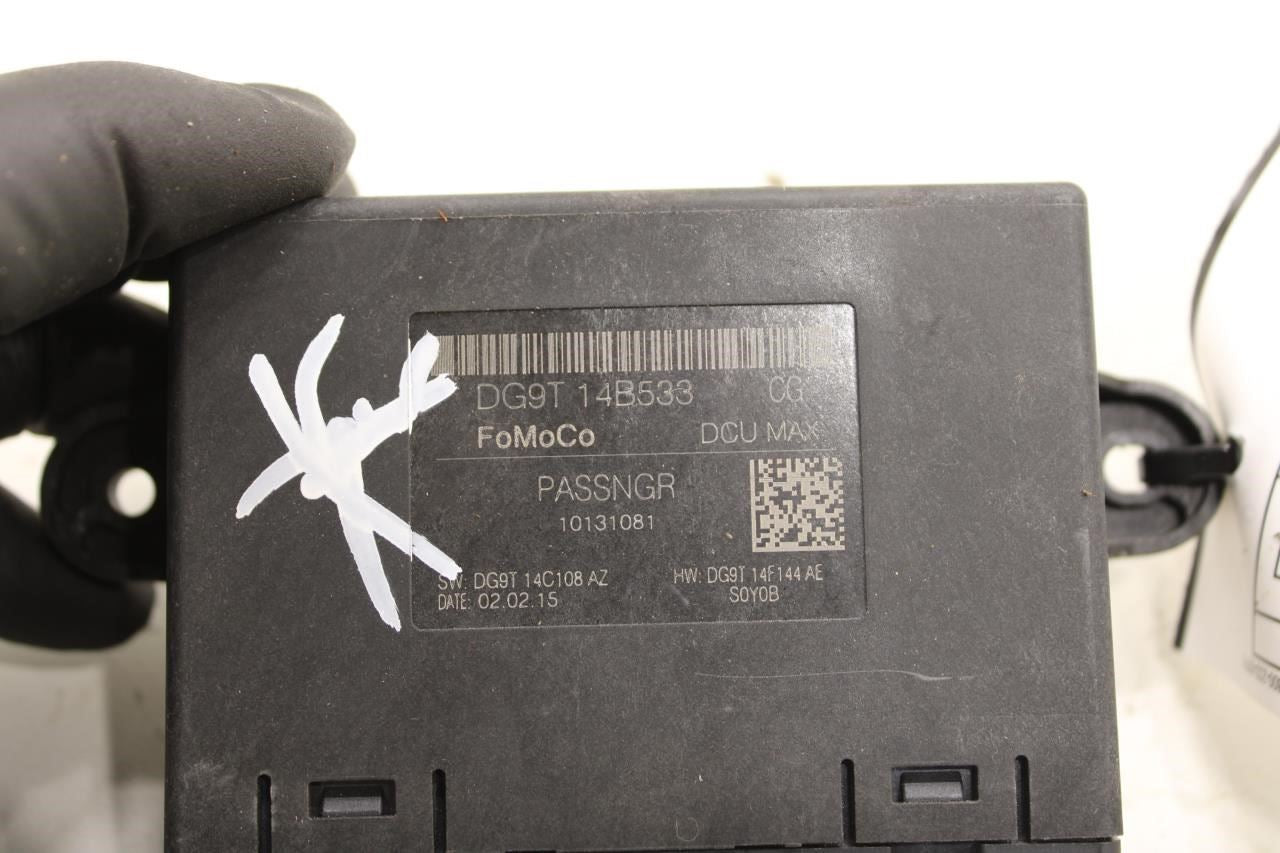 DG9T 14B533 CG
FoMoCo DCU MAX
PASSNGR
10131081
SW: DG9T 14C108 AZ HW: DG9T 14F144 AE
DATE: 02.02.15 S0Y0B